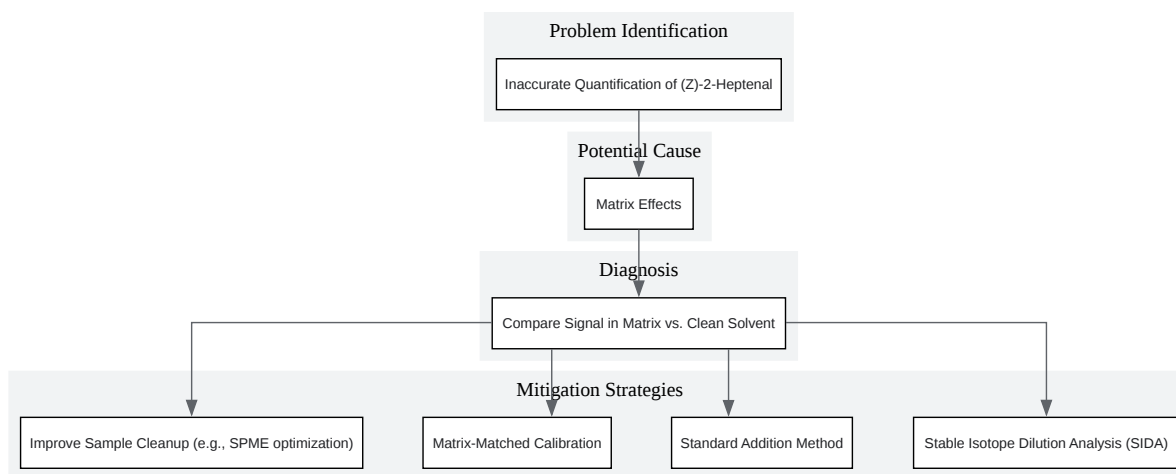 Problem Identification
Inaccurate Quantification of (Z)-2-Heptenal
Potential Cause
Matrix Effects
Diagnosis
Compare Signal in Matrix vs. Clean Solvent
Mitigation Strategies
Improve Sample Cleanup (e.g., SPME optimization)
Matrix-Matched Calibration
Standard Addition Method
Stable Isotope Dilution Analysis (SIDA)